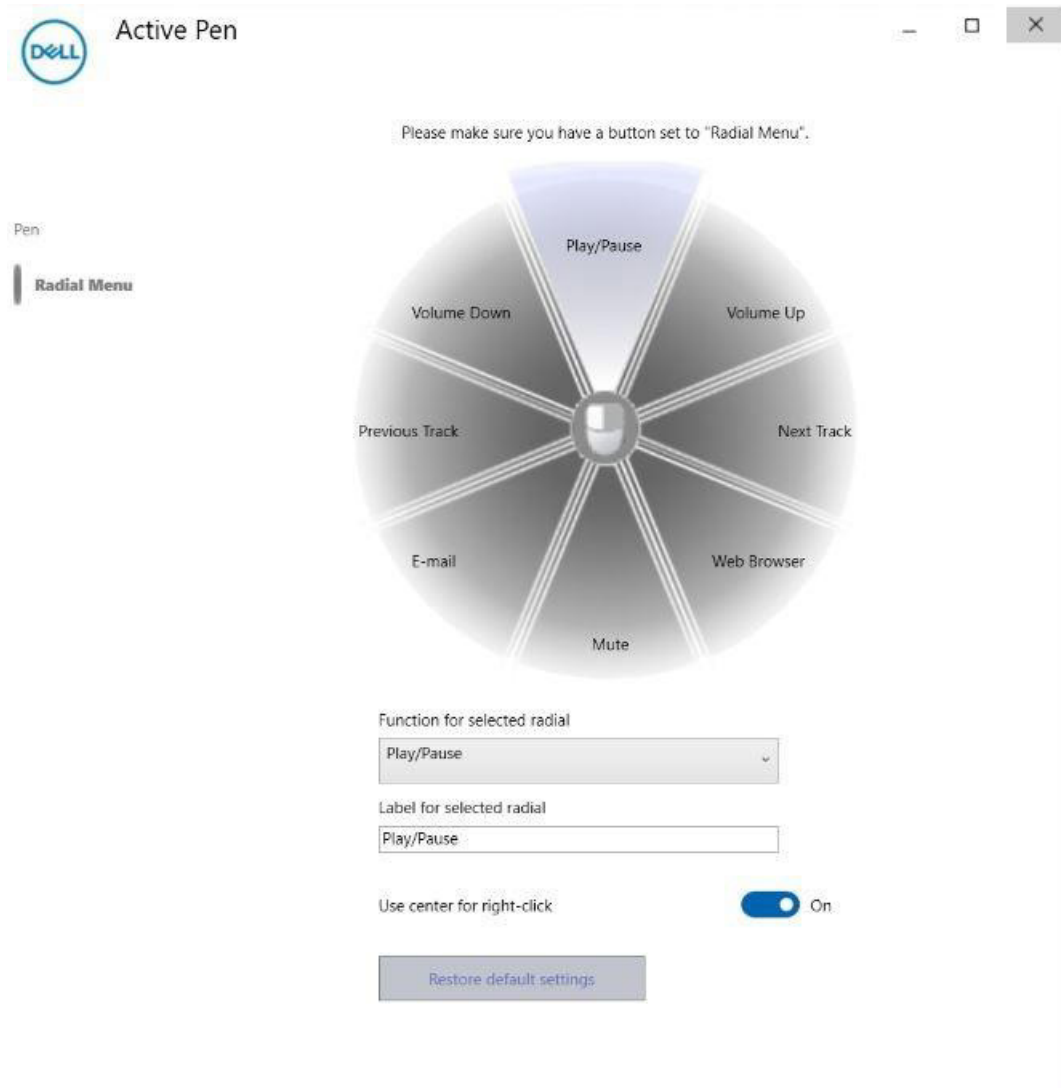 DELL
Active Pen
Please make sure you have a button set to "Radial Menu".
Pen
Radial Menu
Play/Pause
Volume Down
Volume Up
Previous Track
Next Track
E-mail
Web Browser
Mute
Function for selected radial
Play/Pause
Label for selected radial
Play/Pause
Use center for right-click
On
Restore default settings